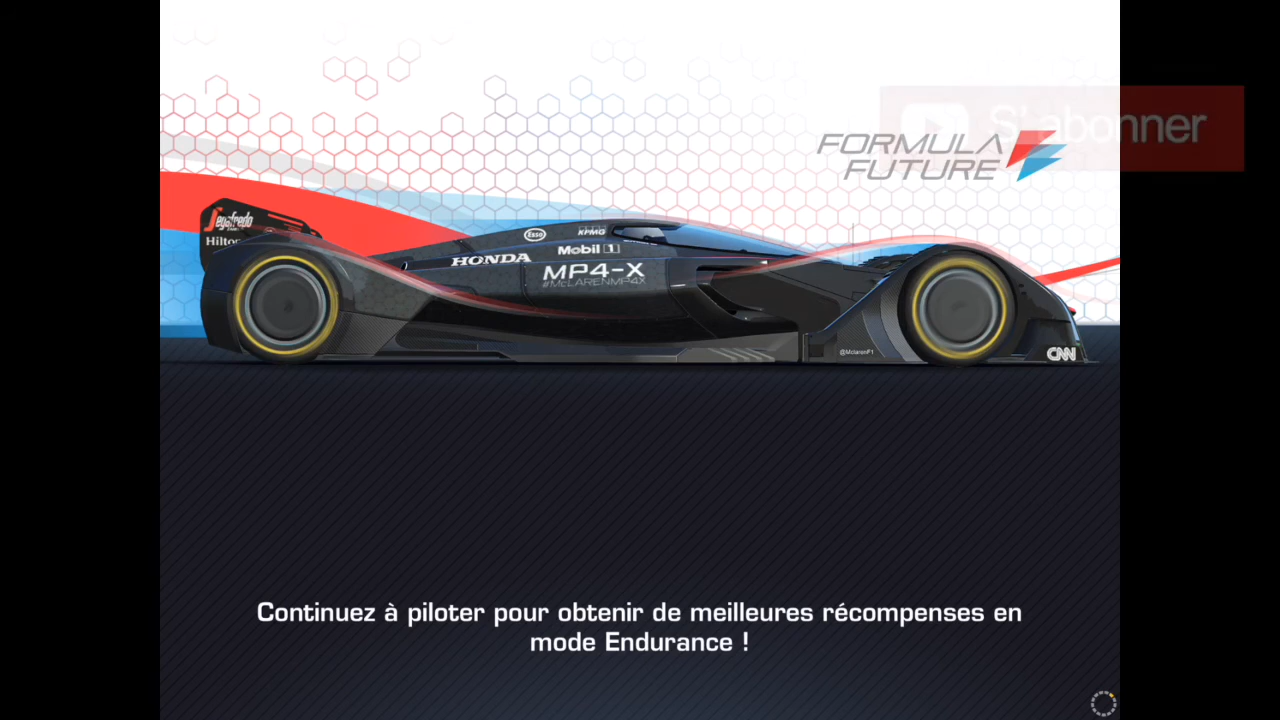 S'abonner
FORMULA
FUTURE
Segafredo
Hilton
Esso
KPMG
Mobil 1
HONDA
MP4-X
#McLARENMP4X
@McLarenF1
CNN
Continuez à piloter pour obtenir de meilleures récompenses en
mode Endurance !